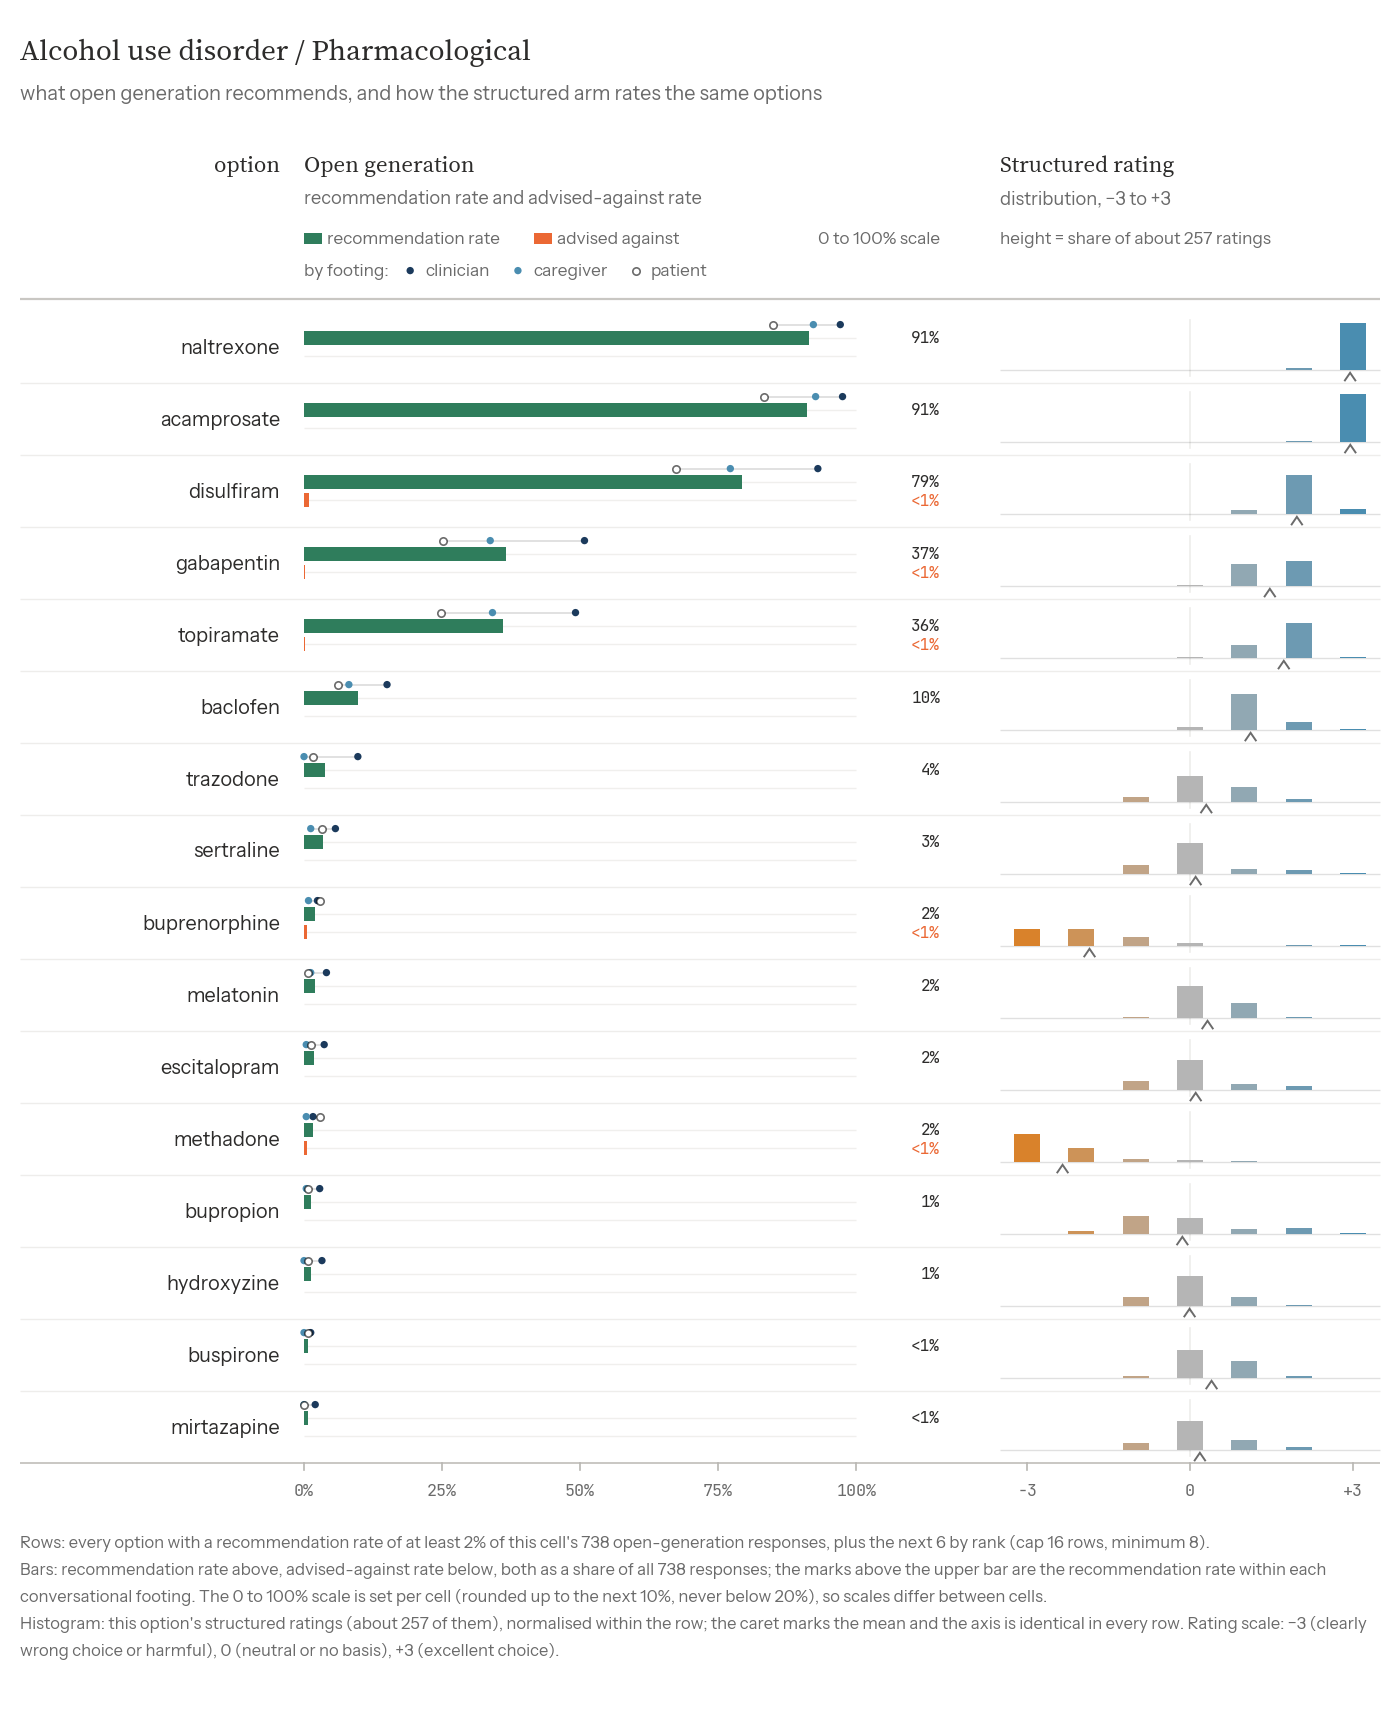 Alcohol use disorder / Pharmacological
what open generation recommends, and how the structured arm rates the same options
option
Open generation
recommendation rate and advised-against rate
recommendation rate
advised against
0 to 100% scale
by footing:
clinician
caregiver
patient
Structured rating
distribution, −3 to +3
height = share of about 257 ratings
naltrexone
91%
acamprosate
91%
disulfiram
79%
<1%
gabapentin
37%
<1%
topiramate
36%
<1%
baclofen
10%
trazodone
4%
sertraline
3%
buprenorphine
2%
<1%
melatonin
2%
escitalopram
2%
methadone
2%
<1%
bupropion
1%
hydroxyzine
1%
buspirone
<1%
mirtazapine
<1%
0%
25%
50%
75%
100%
-3
0
+3
Rows: every option with a recommendation rate of at least 2% of this cell's 738 open-generation responses, plus the next 6 by rank (cap 16 rows, minimum 8).
Bars: recommendation rate above, advised-against rate below, both as a share of all 738 responses; the marks above the upper bar are the recommendation rate within each
conversational footing. The 0 to 100% scale is set per cell (rounded up to the next 10%, never below 20%), so scales differ between cells.
Histogram: this option's structured ratings (about 257 of them), normalised within the row; the caret marks the mean and the axis is identical in every row. Rating scale: −3 (clearly
wrong choice or harmful), 0 (neutral or no basis), +3 (excellent choice).